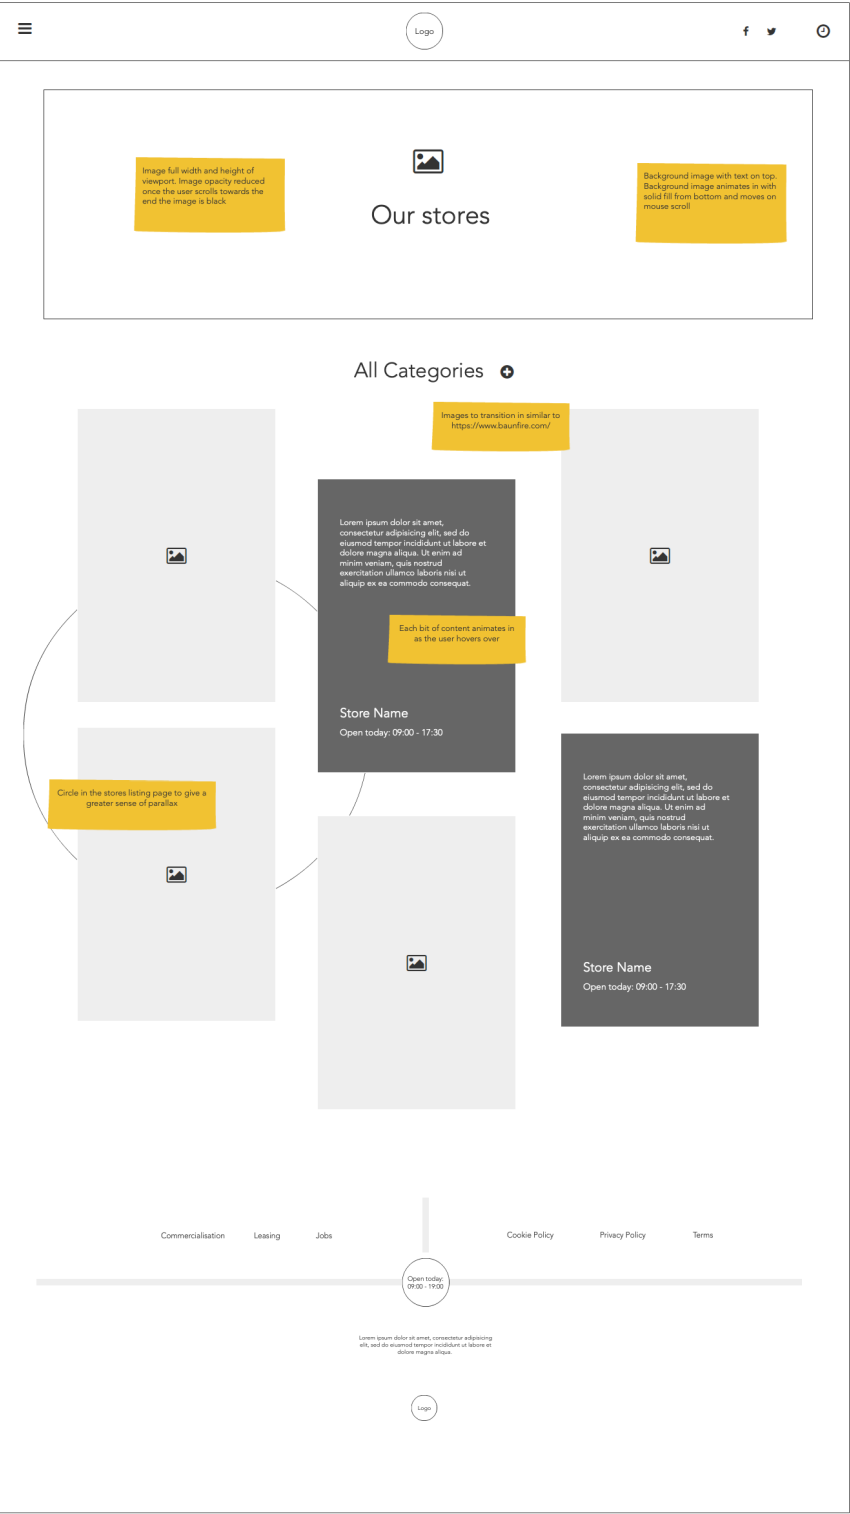 Logo
Image full width and height of
viewport. Image opacity reduced
once the user scrolls towards the
end the image is black
Our stores
Background image with text on top.
Background image animates in with
solid fill from bottom and moves on
mouse scroll
All Categories
Images to transition in similar to
https://www.baunfire.com/
Lorem ipsum dolor sit amet,
consectetur adipisicing elit, sed do
eiusmod tempor incididunt ut labore et
dolore magna aliqua. Ut enim ad
minim veniam, quis nostrud
exercitation ullamco laboris nisi ut
aliquip ex ea commodo consequat.
Each bit of content animates in
as the user hovers over
Store Name
Open today: 09:00 - 17:30
Circle in the stores listing page to give a
greater sense of parallax
Lorem ipsum dolor sit amet,
consectetur adipisicing elit, sed do
eiusmod tempor incididunt ut labore et
dolore magna aliqua. Ut enim ad
minim veniam, quis nostrud
exercitation ullamco laboris nisi ut
aliquip ex ea commodo consequat.
Store Name
Open today: 09:00 - 17:30
Commercialisation Leasing Jobs Cookie Policy Privacy Policy Terms
Open today:
09:00 - 19:00
Lorem ipsum dolor sit amet, consectetur adipisicing
elit, sed do eiusmod tempor incididunt ut labore et
dolore magna aliqua.
Logo